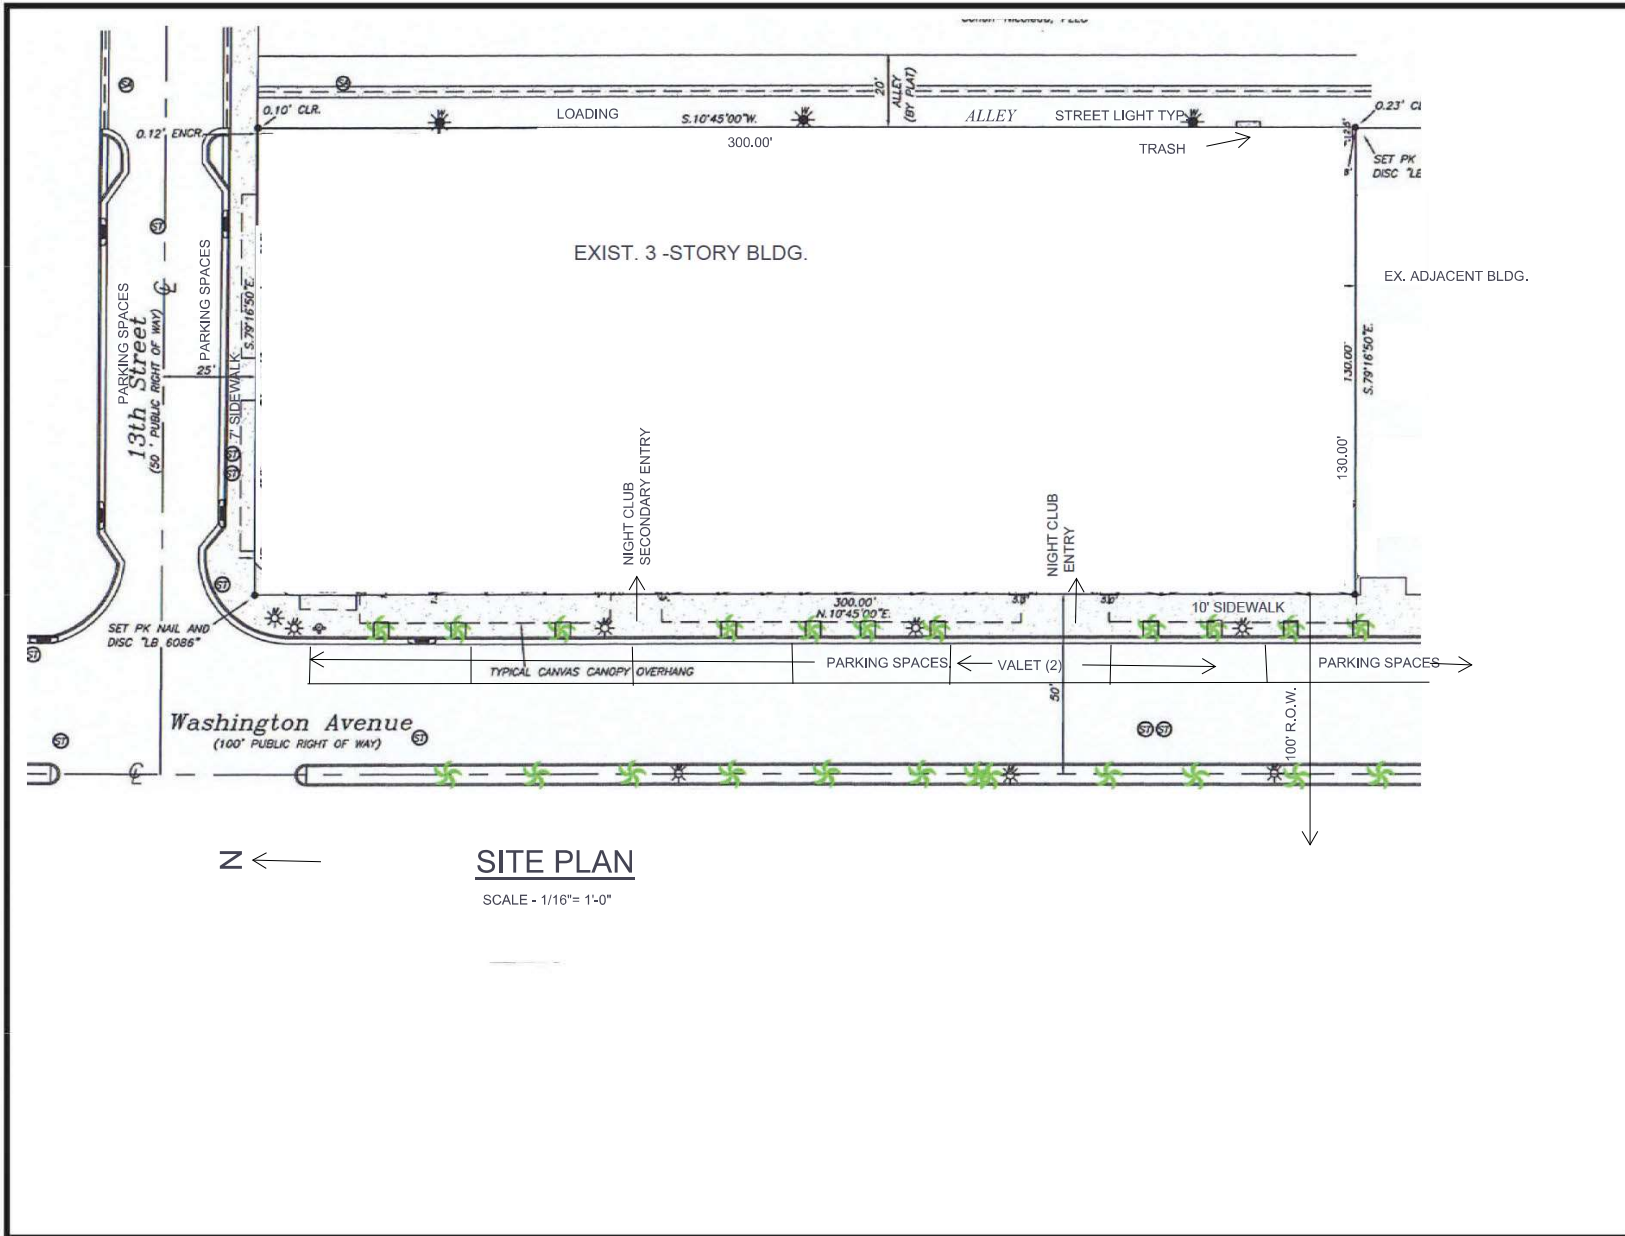 20'
ALLEY
(BY PLAT)
0.10' CLR.
LOADING
S.10°45'00"W.
ALLEY
STREET LIGHT TYP.
0.12' ENCR.
300.00'
TRASH
SET PK
EXIST. 3 -STORY BLDG.
EX. ADJACENT BLDG.
PARKING SPACES
13th Street
(50 ' PUBLIC RIGHT OF WAY)
PARKING SPACES
25'
7' SIDEWALK
S.79°16'50"E.
130.00'
S.79°16'50"E.
130.00'
NIGHT CLUB
SECONDARY ENTRY
NIGHT CLUB
ENTRY
300.00'
N.10°45'00"E.
10' SIDEWALK
SET PK NAIL AND
DISC "LB 6086"
TYPICAL CANVAS CANOPY OVERHANG
PARKING SPACES
VALET (2)
PARKING SPACES
50'
100' R.O.W.
Washington Avenue
(100' PUBLIC RIGHT OF WAY)
N
SITE PLAN
SCALE - 1/16"= 1'-0"